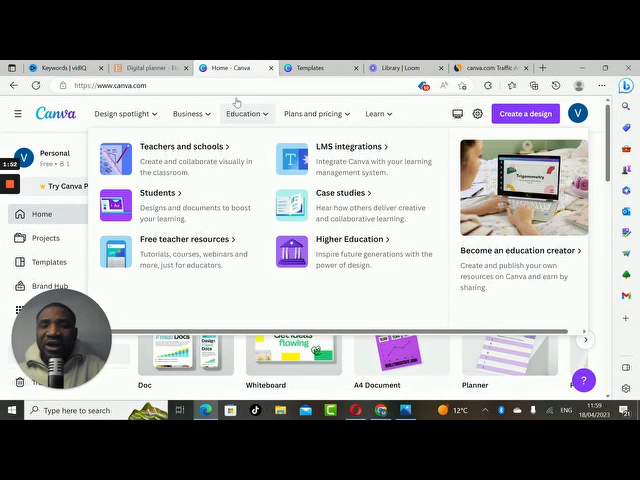 Keywords | vidIQ
Digital planner - Ets
Home - Canva
Templates
Library | Loom
canva.com Traffic A
https://www.canva.com
Canva
Design spotlight
Business
Education
Plans and pricing
Learn
Create a design
V
V
Personal
Free • 8 1
1:52
Try Canva P
Home
Projects
Templates
Brand Hub
Teachers and schools
Create and collaborate visually in
the classroom.
Students
Designs and documents to boost
your learning.
Free teacher resources
Tutorials, courses, webinars and
more, just for educators.
LMS integrations
Integrate Canva with your learning
management system.
Case studies
Hear how others deliver creative
and collaborative learning.
Higher Education
Inspire future generations with the
power of design.
Trigonometry
Become an education creator
Create and publish your own
resources on Canva and earn by
sharing.
Docs
Get ideas
flowing
Doc
Whiteboard
A4 Document
Planner
?
Type here to search
12°C
ENG
11:59
18/04/2023